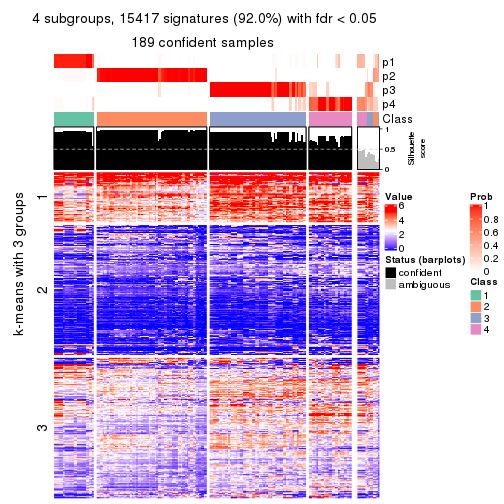 4 subgroups, 15417 signatures (92.0%) with fdr < 0.05
189 confident samples
p1
p2
p3
p4
Class
1
0.5
0
Silhouette
score
k-means with 3 groups
1
2
3
Value
6
4
2
0
Status (barplots)
confident
ambiguous
Prob
1
0.8
0.6
0.4
0.2
0
Class
1
2
3
4